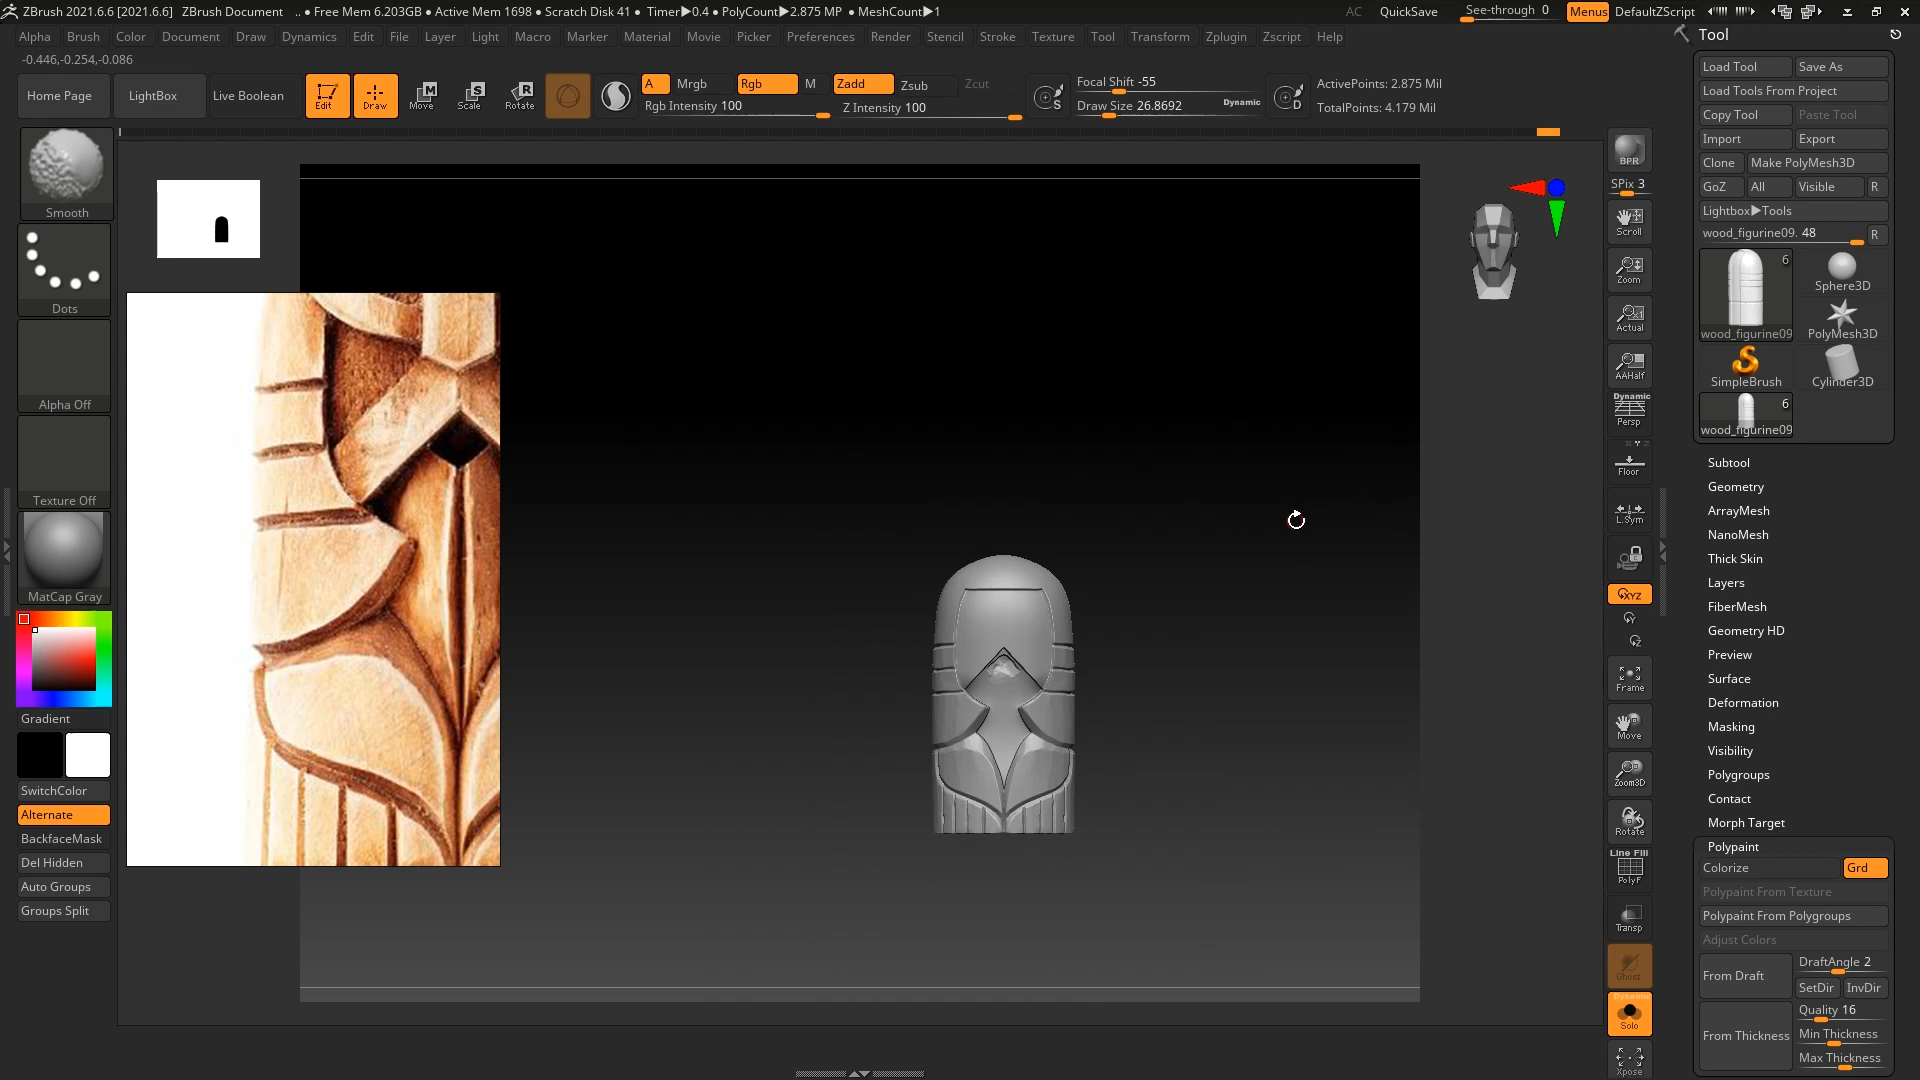 ZBrush 2021.6.6 [2021.6.6] ZBrush Document .. • Free Mem 6.203GB • Active Mem 1698 • Scratch Disk 41 • Timer▶0.4 • PolyCount▶2.875 MP • MeshCount▶1 AC QuickSave See-through 0 Menus DefaultZScript
Alpha Brush Color Document Draw Dynamics Edit File Layer Light Macro Marker Material Movie Picker Preferences Render Stencil Stroke Texture Tool Transform Zplugin Zscript Help
-0.446,-0.254,-0.086
Home Page LightBox Live Boolean Edit Draw Move Scale Rotate
A Mrgb Rgb M Zadd Zsub Zcut
Rgb Intensity 100 Z Intensity 100
Focal Shift -55
Draw Size 26.8692 Dynamic
ActivePoints: 2.875 Mil
TotalPoints: 4.179 Mil
Smooth
Dots
Alpha Off
Texture Off
MatCap Gray
Gradient
SwitchColor
Alternate
BackfaceMask
Del Hidden
Auto Groups
Groups Split
BPR
SPix 3
Scroll
Zoom
Actual
AAHalf
Dynamic
Persp
Floor
L.Sym
XYZ
Y
Z
Frame
Move
Zoom3D
Rotate
Line Fill
PolyF
Transp
Ghost
Dynamic
Solo
Xpose
Tool
Load Tool Save As
Load Tools From Project
Copy Tool Paste Tool
Import Export
Clone Make PolyMesh3D
GoZ All Visible R
Lightbox▶Tools
wood_figurine09. 48 R
6
Sphere3D
wood_figurine09 PolyMesh3D
SimpleBrush Cylinder3D
6
wood_figurine09
Subtool
Geometry
ArrayMesh
NanoMesh
Thick Skin
Layers
FiberMesh
Geometry HD
Preview
Surface
Deformation
Masking
Visibility
Polygroups
Contact
Morph Target
Polypaint
Colorize Grd
Polypaint From Texture
Polypaint From Polygroups
Adjust Colors
From Draft DraftAngle 2
SetDir InvDir
From Thickness Quality 16
Min Thickness
Max Thickness